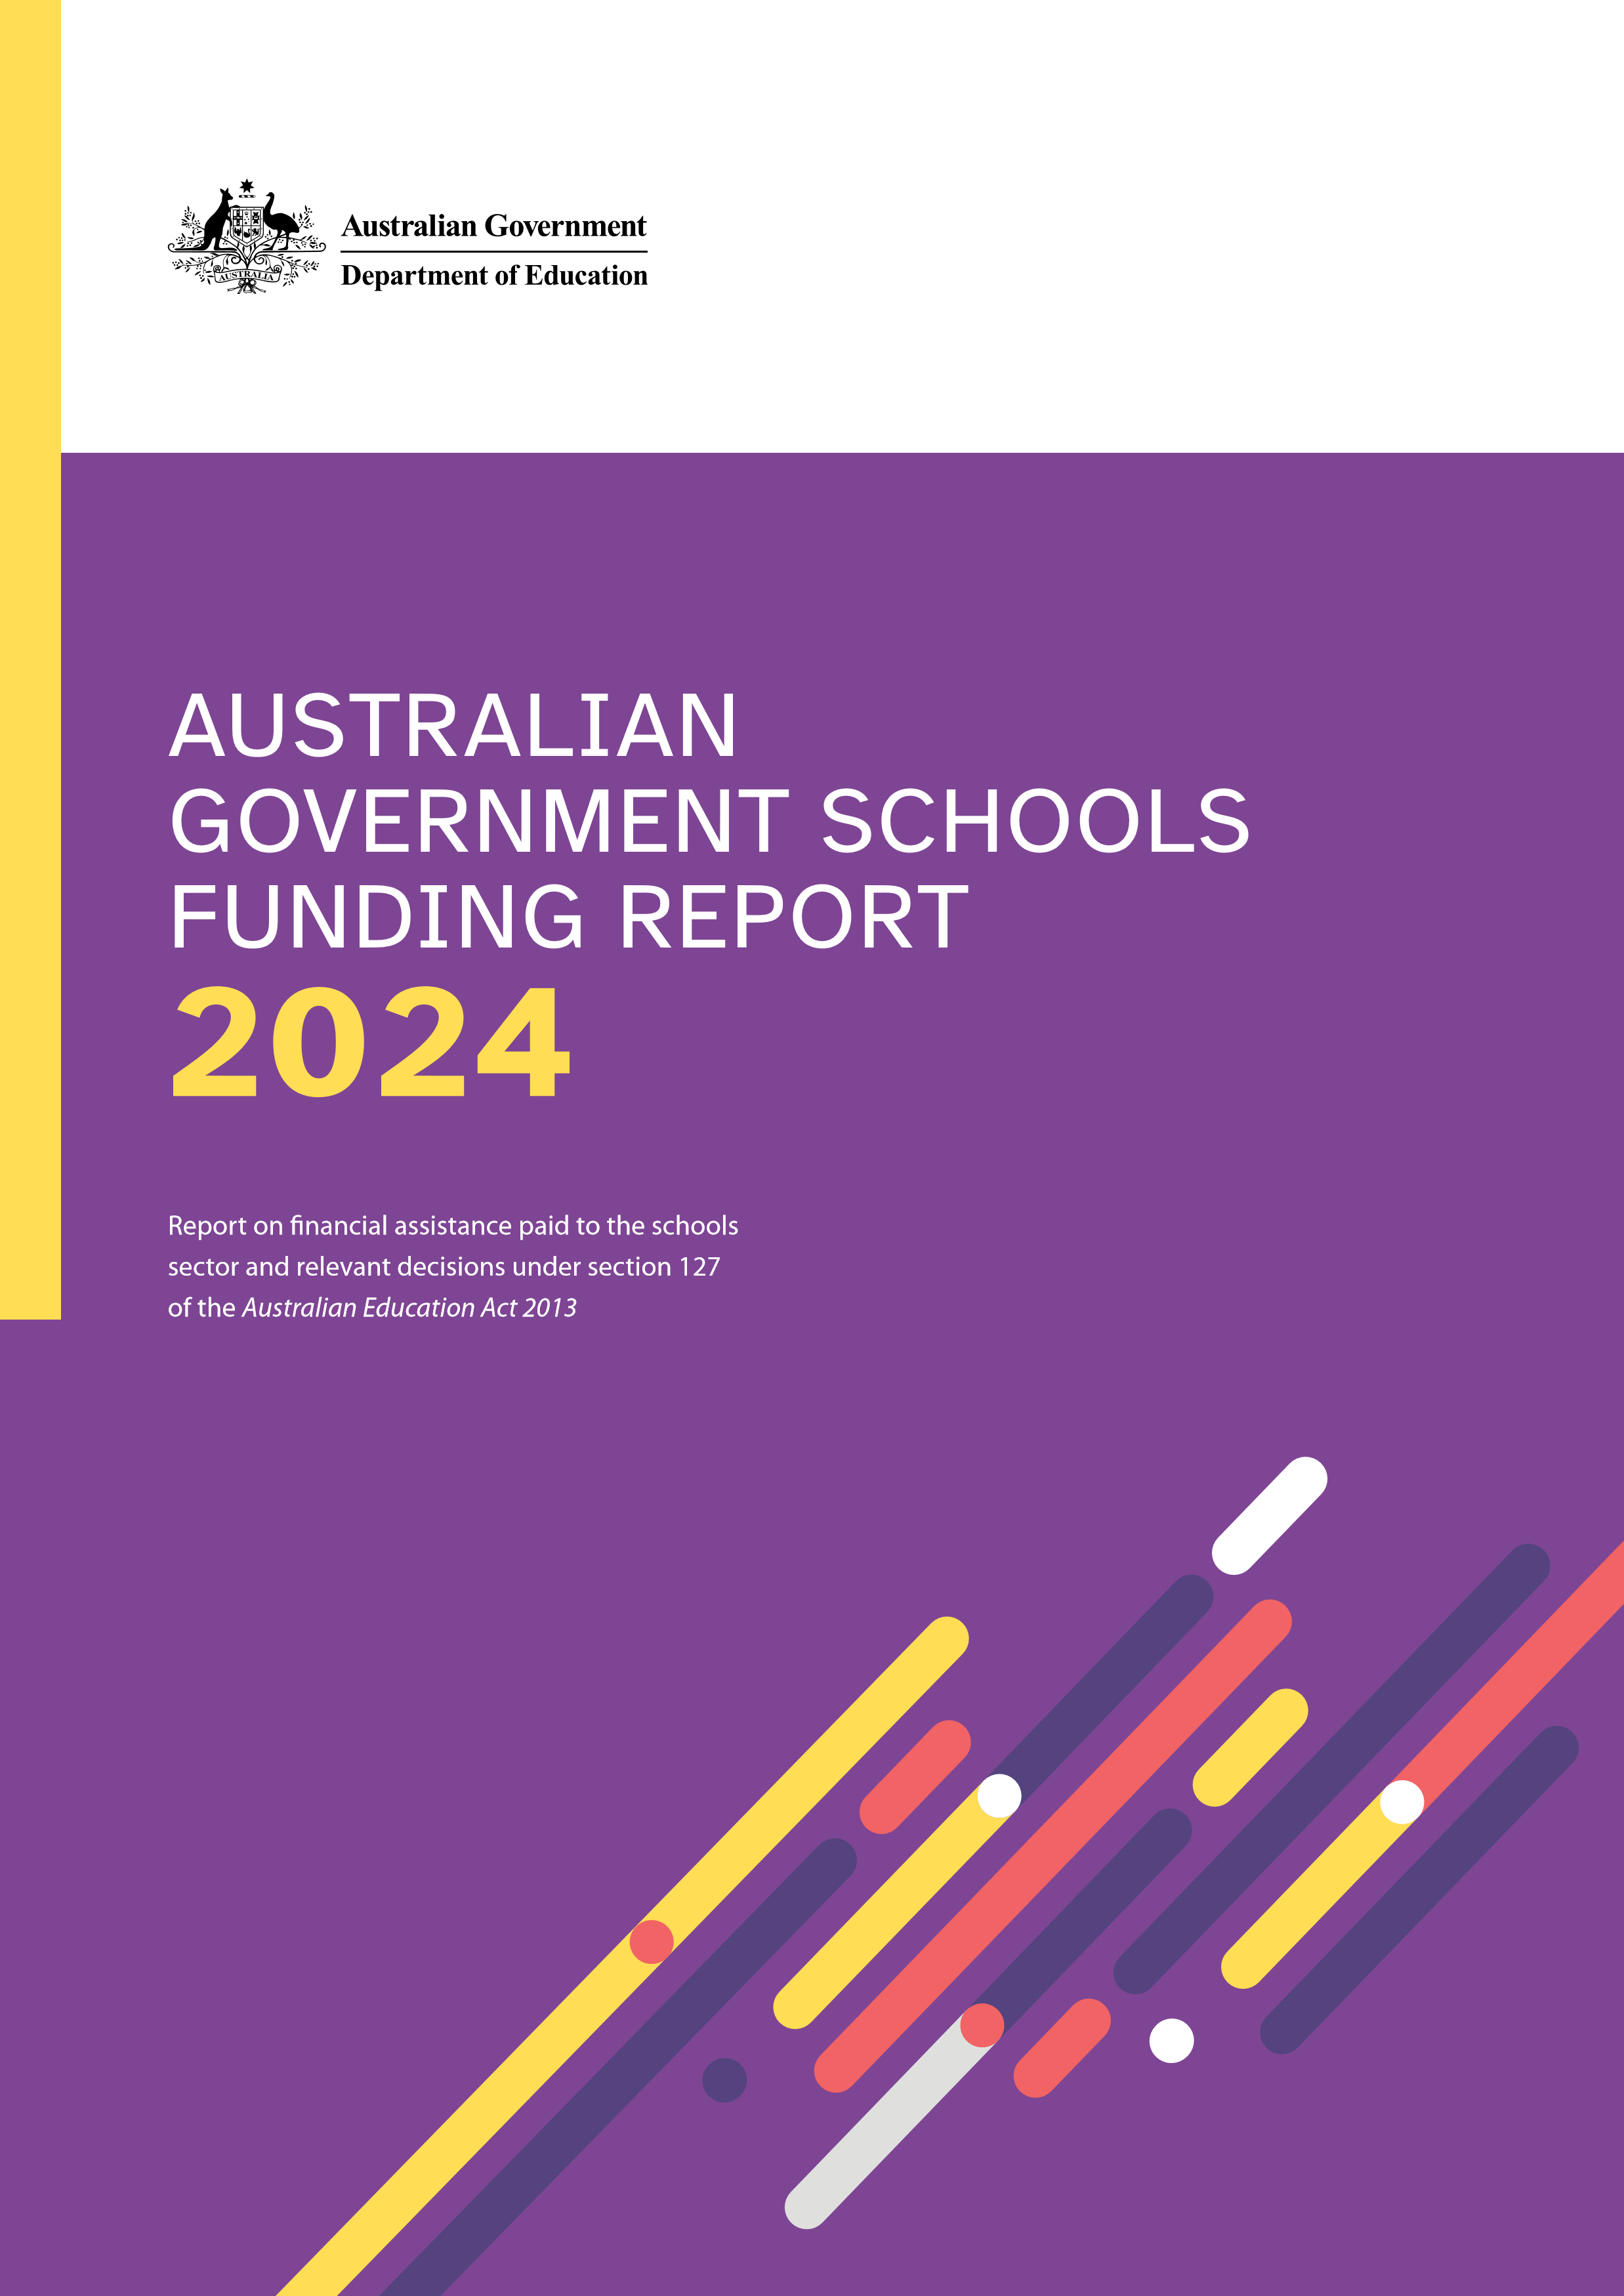 AUSTRALIA
Australian Government
Department of Education
AUSTRALIAN
GOVERNMENT SCHOOLS
FUNDING REPORT
2024
Report on financial assistance paid to the schools
sector and relevant decisions under section 127
of the Australian Education Act 2013